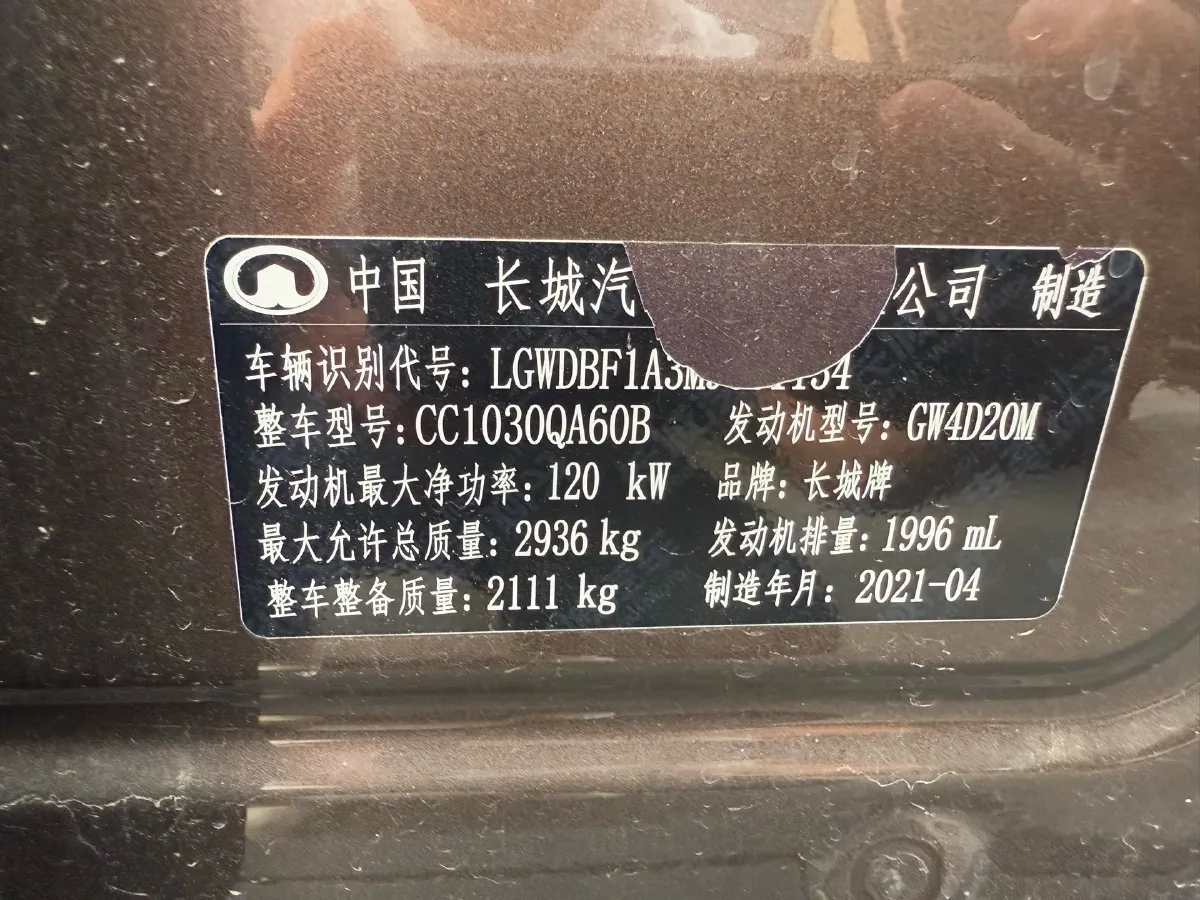 中国 长城汽 公司 制造
车辆识别代号: LGWDBF1A3M
整车型号: CC1030QA60B 发动机型号: GW4D20M
发动机最大净功率: 120 kW 品牌: 长城牌
最大允许总质量: 2936 kg 发动机排量: 1996 mL
整车整备质量: 2111 kg 制造年月: 2021-04